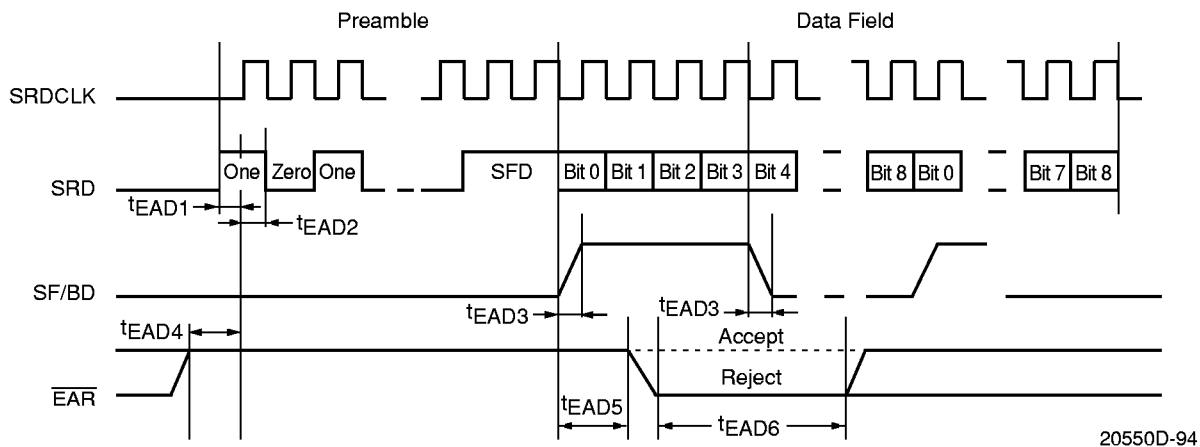 Preamble Data Field
SRDCLK
SRD One Zero One SFD Bit 0 Bit 1 Bit 2 Bit 3 Bit 4 Bit 8 Bit 0 Bit 7 Bit 8
tEAD1
tEAD2
SF/BD
tEAD3 tEAD3
tEAD4
Accept
EAR
Reject
tEAD5
tEAD6
20550D-94